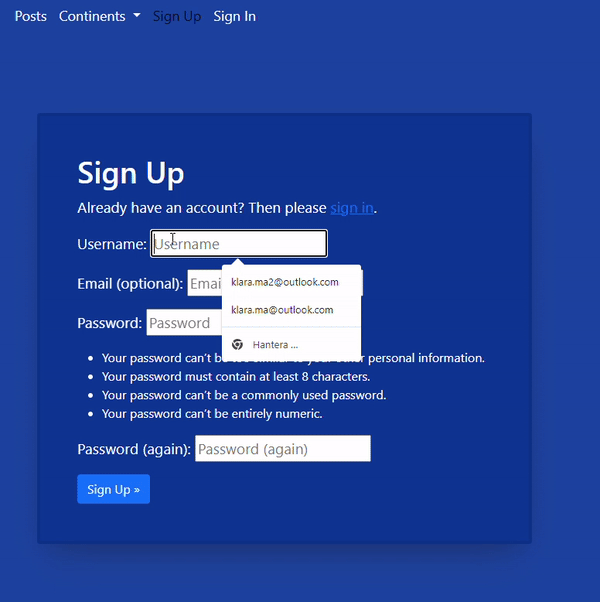 Posts Continents Sign Up Sign In
Sign Up
Already have an account? Then please sign in.
Username: Username
Email (optional): Emai
klara.ma2@outlook.com
klara.ma@outlook.com
Password: Password
Hantera ...
Your password can't be too similar to your other personal information.
Your password must contain at least 8 characters.
Your password can't be a commonly used password.
Your password can't be entirely numeric.
Password (again): Password (again)
Sign Up »